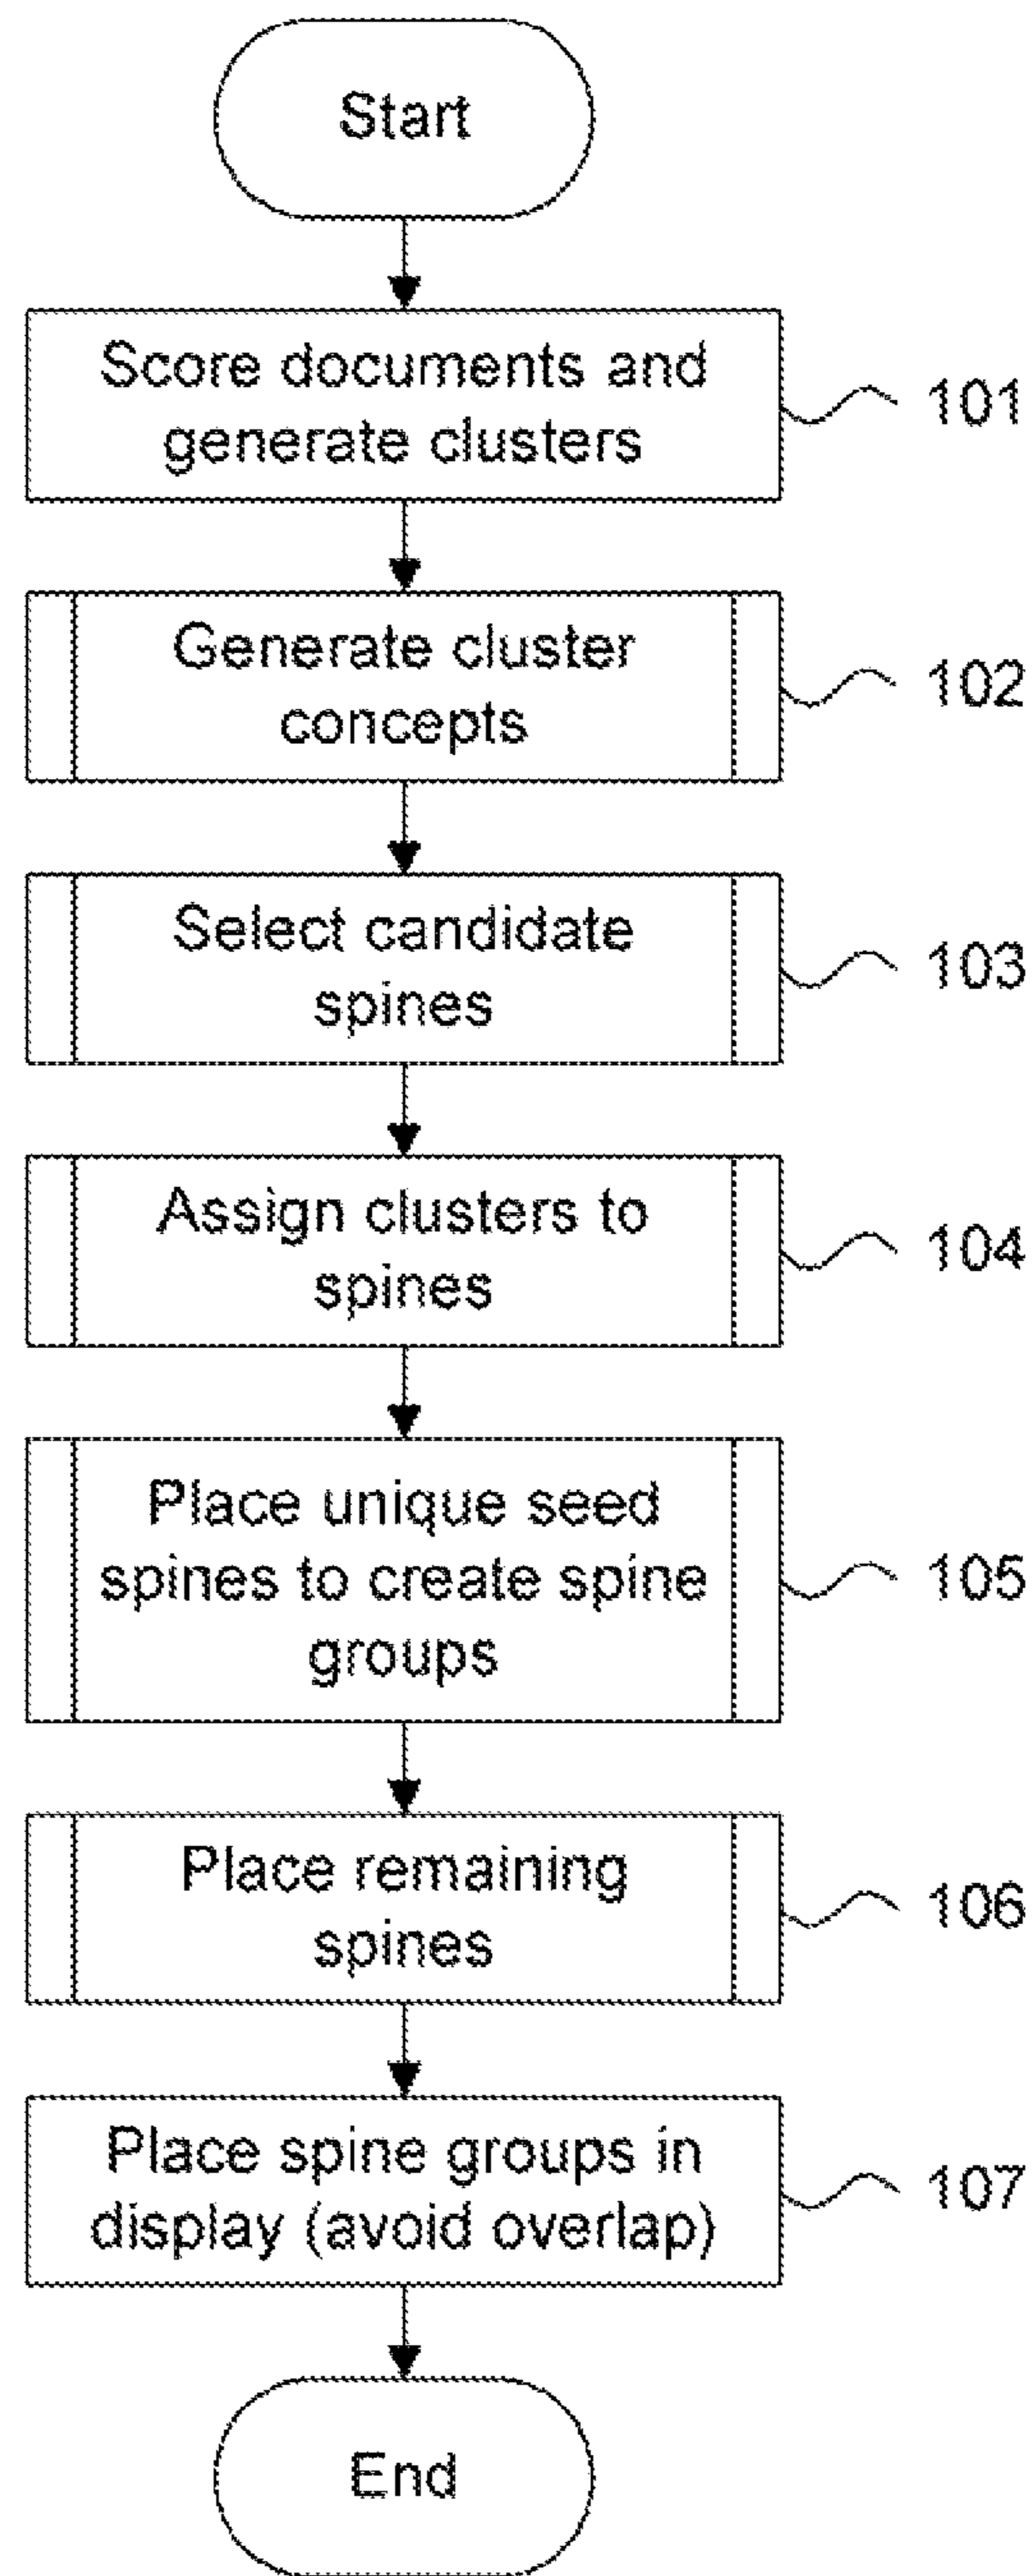 Start
Score documents and
generate clusters
101
Generate cluster
concepts
102
Select candidate
spines
103
Assign clusters to
spines
104
Place unique seed
spines to create spine
groups
105
Place remaining
spines
106
Place spine groups in
display (avoid overlap)
107
End